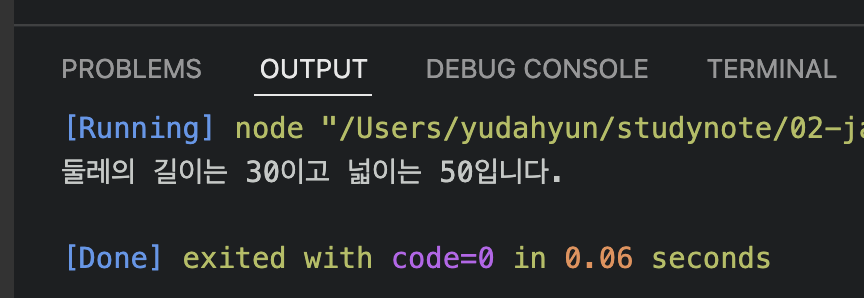 PROBLEMS OUTPUT DEBUG CONSOLE TERMINAL
[Running] node "/Users/yudahyun/studynote/02-ja
둘레의 길이는 30이고 넓이는 50입니다.
[Done] exited with code=0 in 0.06 seconds